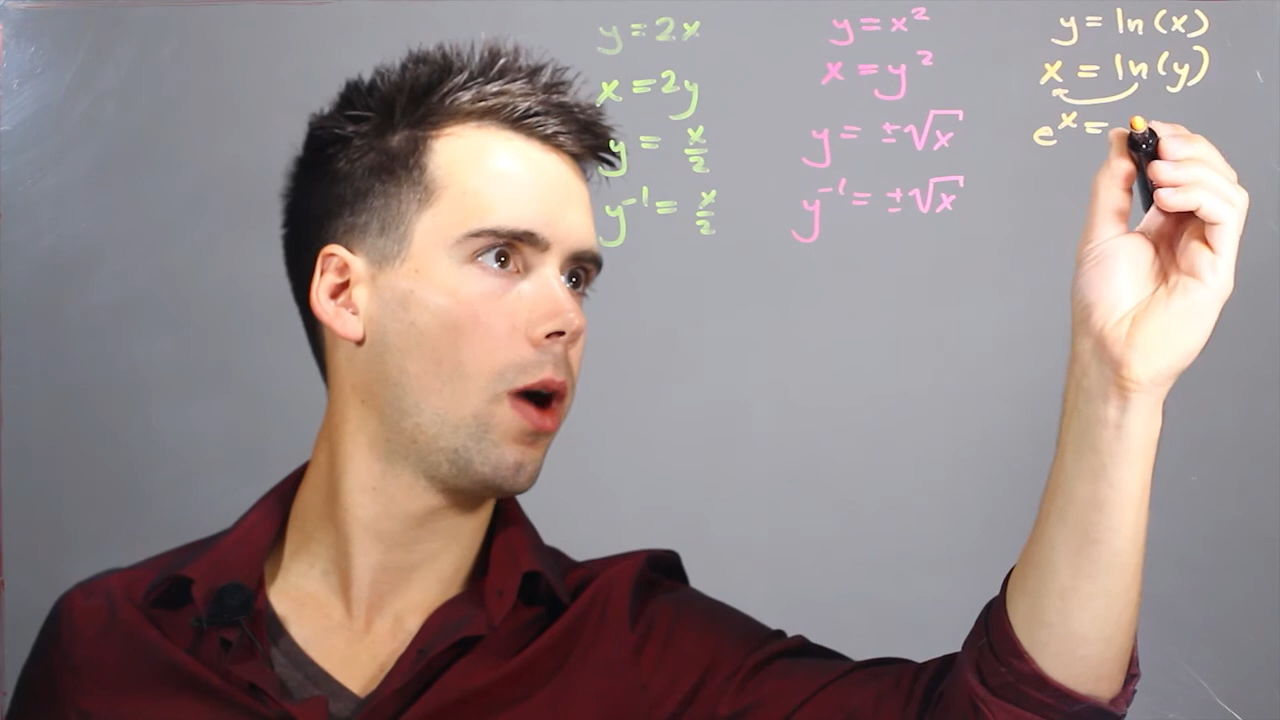 y = 2x
x = 2y
y = x/2
y⁻¹ = x/2
y = x²
x = y²
y = ±√x
y⁻¹ = ±√x
y = ln(x)
x = ln(y)
eˣ =